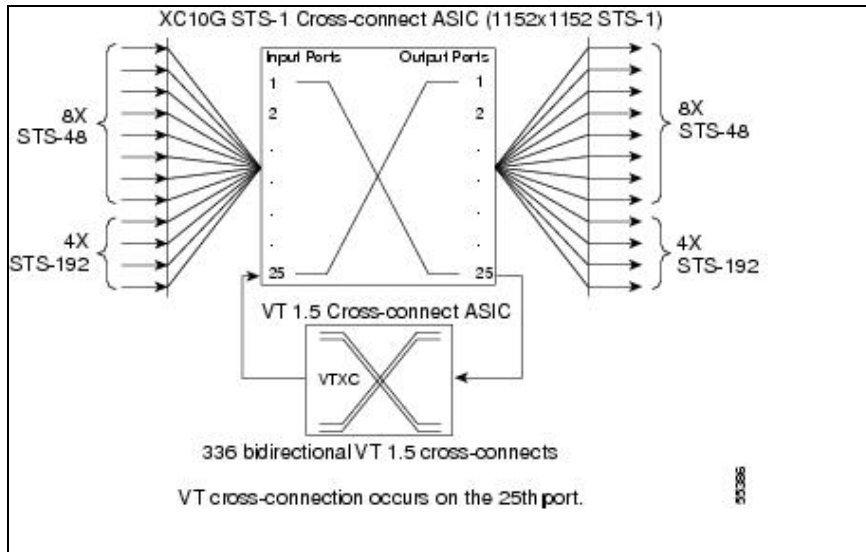 XC10G STS-1 Cross-connect ASIC (1152x1152 STS-1)
Input Ports Output Ports
1 1
2 2
. .
. .
. .
. .
25 25
8X
STS-48
8X
STS-48
4X
STS-192
4X
STS-192
VT 1.5 Cross-connect ASIC
VTXC
336 bidirectional VT 1.5 cross-connects
VT cross-connection occurs on the 25th port.
55386